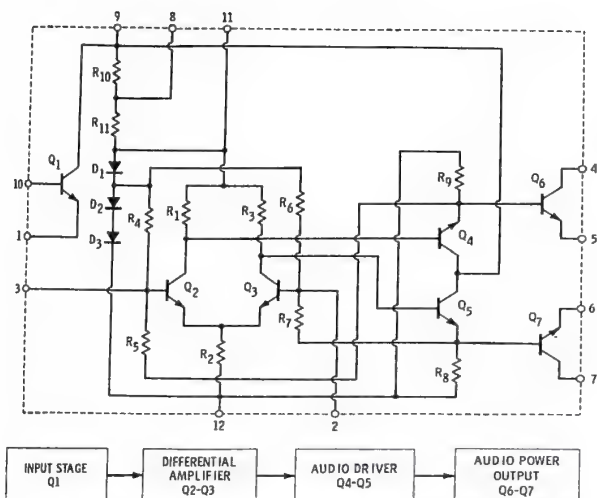 9 8 11
R10
R11
D1
Q1
10
D2
R4
R1
R3
R6
R9
Q6
4
D3
Q4
1
5
3
Q2
Q3
Q5
6
R5
R2
R7
R8
Q7
7
12 2
INPUT STAGE
Q1
DIFFERENTIAL
AMPLIFIER
Q2-Q3
AUDIO DRIVER
Q4-Q5
AUDIO POWER
OUTPUT
Q6-Q7